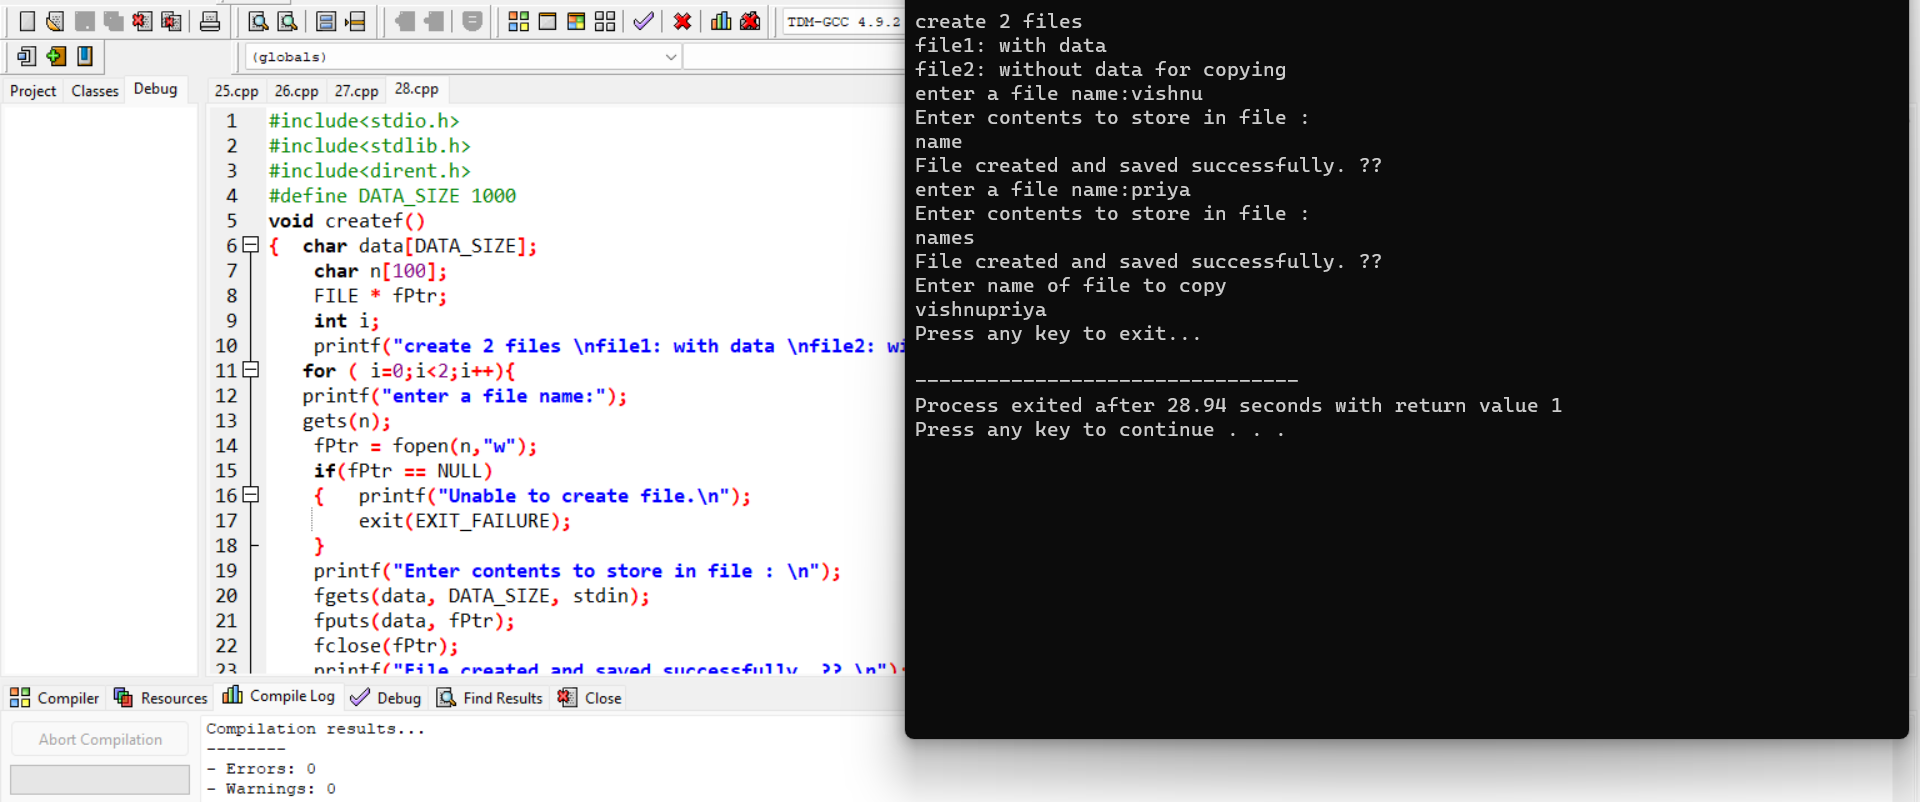 TDM-GCC 4.9.2
(globals)
Project Classes Debug
25.cpp 26.cpp 27.cpp 28.cpp
1 #include<stdio.h>
2 #include<stdlib.h>
3 #include<dirent.h>
4 #define DATA_SIZE 1000
5 void createf()
6 { char data[DATA_SIZE];
7 char n[100];
8 FILE * fPtr;
9 int i;
10 printf("create 2 files \nfile1: with data \nfile2: wi
11 for ( i=0;i<2;i++){
12 printf("enter a file name:");
13 gets(n);
14 fPtr = fopen(n,"w");
15 if(fPtr == NULL)
16 { printf("Unable to create file.\n");
17 exit(EXIT_FAILURE);
18 }
19 printf("Enter contents to store in file : \n");
20 fgets(data, DATA_SIZE, stdin);
21 fputs(data, fPtr);
22 fclose(fPtr);
23 printf("File created and saved successfully. ?? \n");
Compiler Resources Compile Log Debug Find Results Close
Abort Compilation
Compilation results...
--------
- Errors: 0
- Warnings: 0
create 2 files
file1: with data
file2: without data for copying
enter a file name:vishnu
Enter contents to store in file :
name
File created and saved successfully. ??
enter a file name:priya
Enter contents to store in file :
names
File created and saved successfully. ??
Enter name of file to copy
vishnupriya
Press any key to exit...
--------------------------------
Process exited after 28.94 seconds with return value 1
Press any key to continue . . .